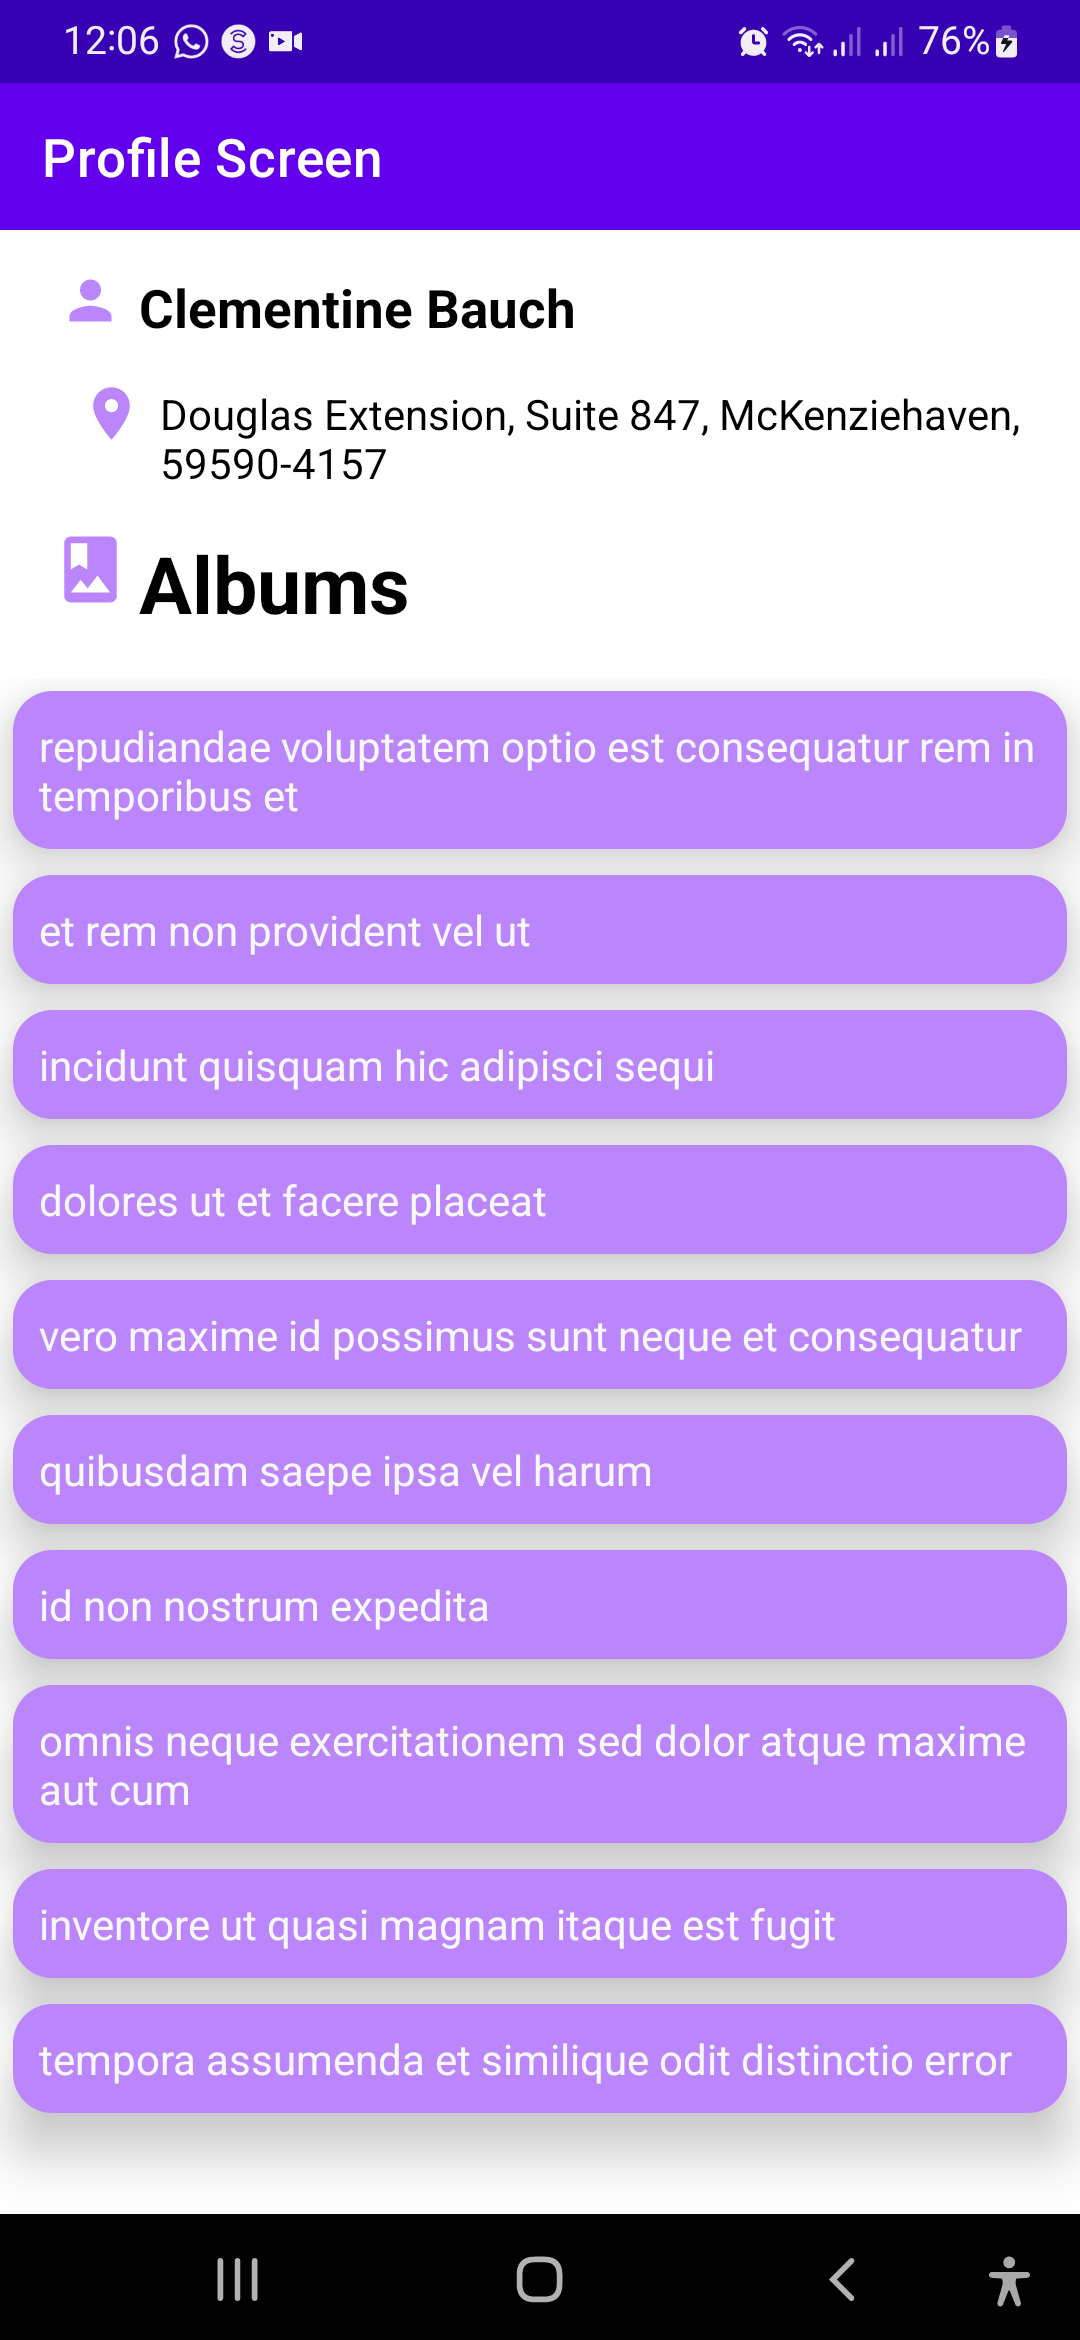 12:06 76%
Profile Screen
Clementine Bauch
Douglas Extension, Suite 847, McKenziehaven,
59590-4157
Albums
repudiandae voluptatem optio est consequatur rem in
temporibus et
et rem non provident vel ut
incidunt quisquam hic adipisci sequi
dolores ut et facere placeat
vero maxime id possimus sunt neque et consequatur
quibusdam saepe ipsa vel harum
id non nostrum expedita
omnis neque exercitationem sed dolor atque maxime
aut cum
inventore ut quasi magnam itaque est fugit
tempora assumenda et similique odit distinctio error